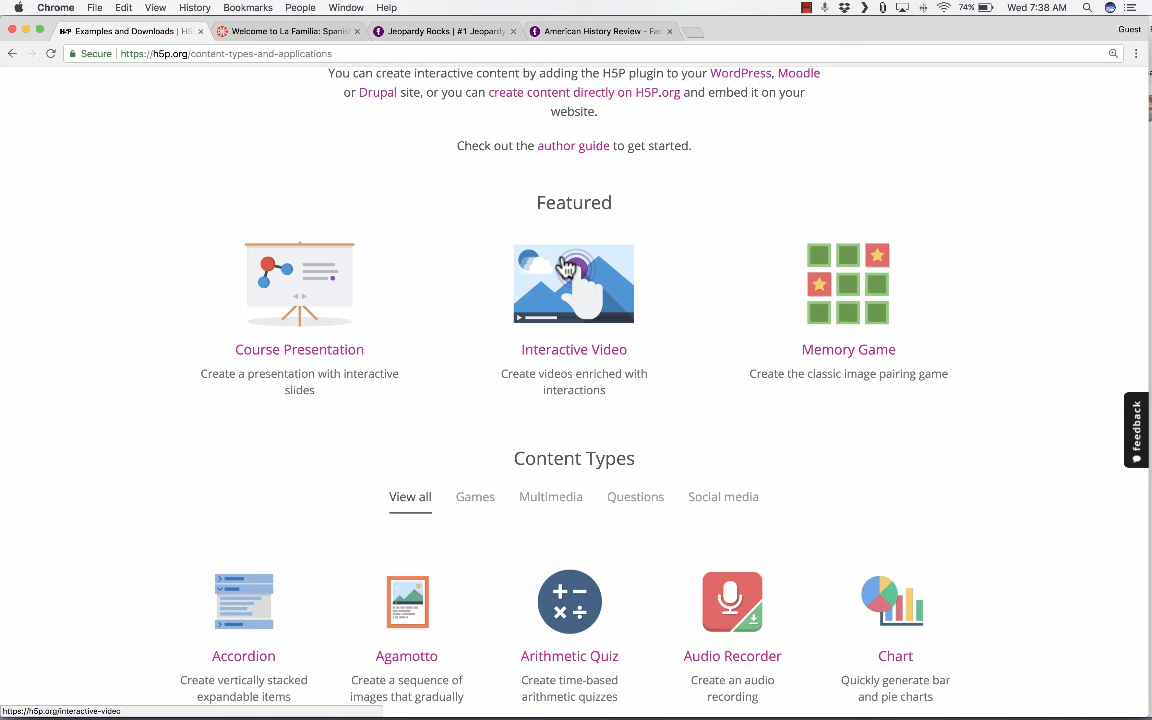 Chrome File Edit View History Bookmarks People Window Help 74% Wed 7:38 AM
Examples and Downloads | H5 Welcome to La Familia: Spanis Jeopardy Rocks | #1 Jeopardy American History Review - Fa Guest
Secure https://h5p.org/content-types-and-applications
You can create interactive content by adding the H5P plugin to your WordPress, Moodle
or Drupal site, or you can create content directly on H5P.org and embed it on your
website.
Check out the author guide to get started.
Featured
Course Presentation Interactive Video Memory Game
Create a presentation with interactive Create videos enriched with Create the classic image pairing game
slides interactions
feedback
Content Types
View all Games Multimedia Questions Social media
Accordion Agamotto Arithmetic Quiz Audio Recorder Chart
Create vertically stacked Create a sequence of Create time-based Create an audio Quickly generate bar
expandable items images that gradually arithmetic quizzes recording and pie charts
https://h5p.org/interactive-video